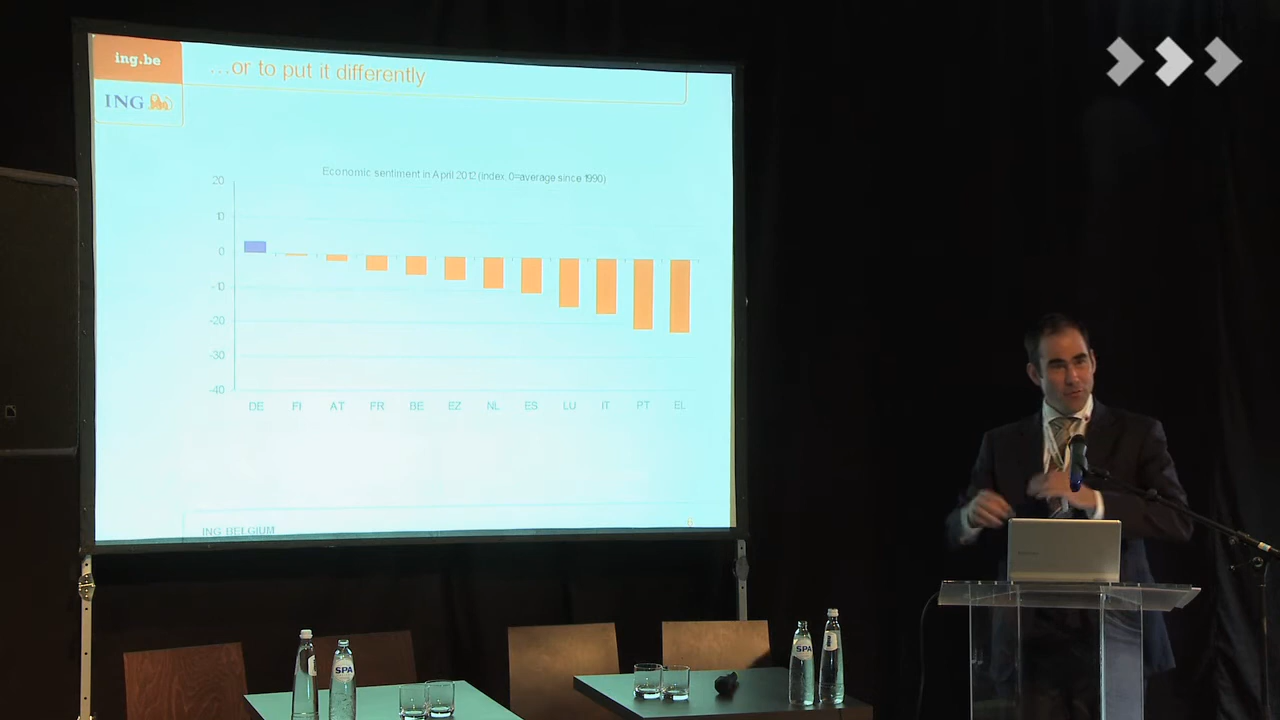 ing.be
...or to put it differently
ING
Economic sentiment in April 2012 (index 0=average since 1990)
20
10
0
-10
-20
-30
-40
DE FI AT FR BE EZ NL ES LU IT PT EL
ING BELGIUM
6
SPA
SPA